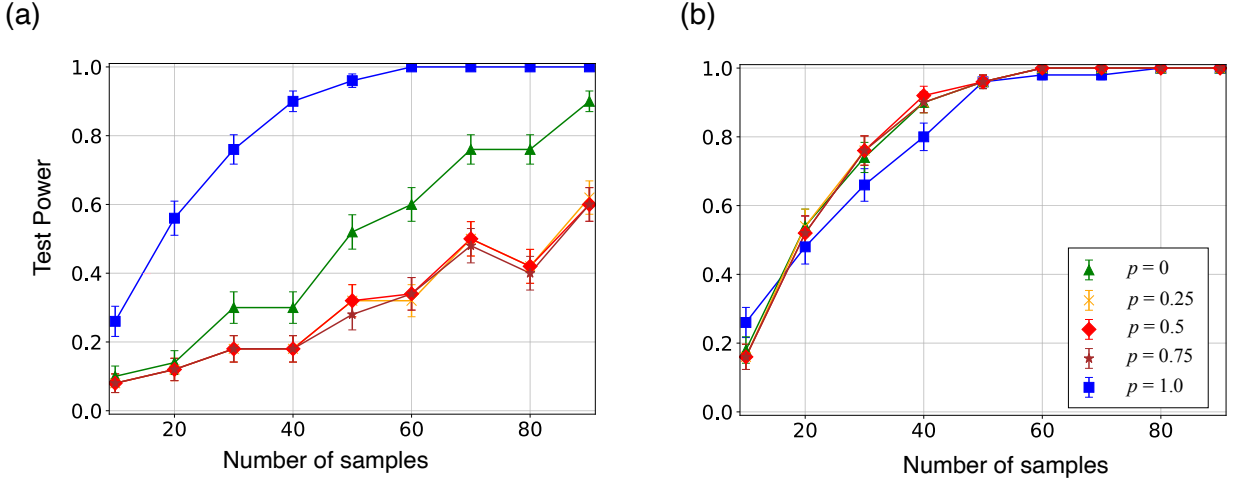 (a)
(b)
1.0
0.8
0.6
0.4
0.2
0.0
Test Power
20
40
60
80
Number of samples
1.0
0.8
0.6
0.4
0.2
0.0
20
40
60
80
Number of samples
p = 0
p = 0.25
p = 0.5
p = 0.75
p = 1.0